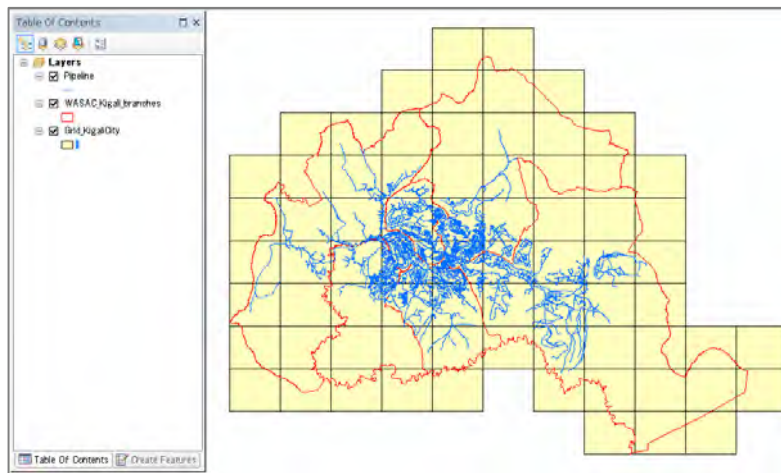 Table Of Contents
Layers
Pipeline
WASAC_Kigali_branches
Grid_KigaliCity
Table Of Contents
Create Features